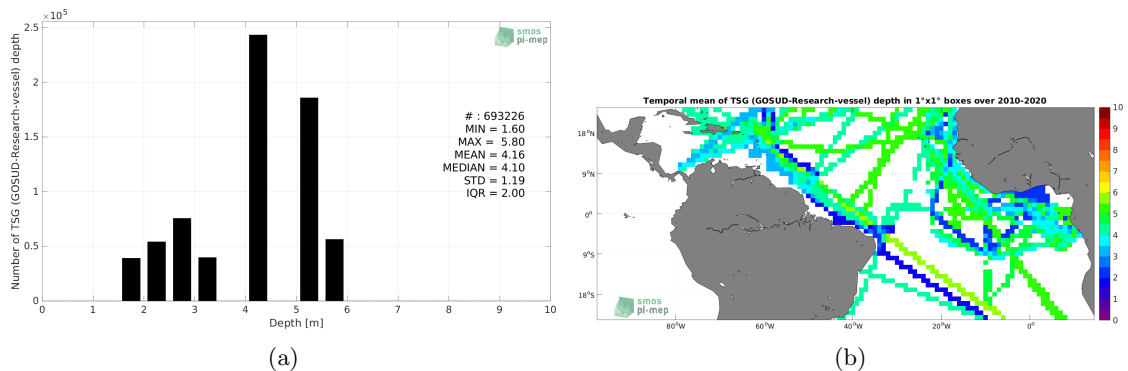 ×10⁵
2.5
2
1.5
1
0.5
0
Number of TSG (GOSUD-Research-vessel) depth
smos
pi-mep
# : 693226
MIN = 1.60
MAX = 5.80
MEAN = 4.16
MEDIAN = 4.10
STD = 1.19
IQR = 2.00
0 1 2 3 4 5 6 7 8 9 10
Depth [m]
(a)
Temporal mean of TSG (GOSUD-Research-vessel) depth in 1°x1° boxes over 2010-2020
18°N
9°N
0°
9°S
18°S
smos
pi-mep
80°W 60°W 40°W 20°W 0°
10
9
8
7
6
5
4
3
2
1
0
(b)